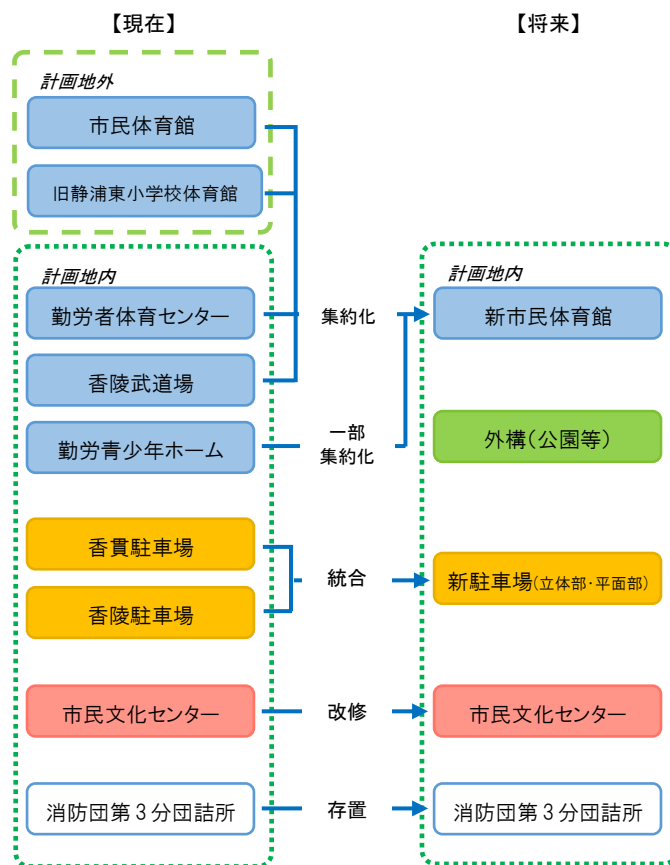 【現在】
【将来】
計画地外
市民体育館
旧静浦東小学校体育館
計画地内
計画地内
勤労者体育センター
集約化
新市民体育館
香陵武道場
勤労青少年ホーム
一部
集約化
外構(公園等)
香貫駐車場
香陵駐車場
統合
新駐車場(立体部・平面部)
市民文化センター
改修
市民文化センター
消防団第3分団詰所
存置
消防団第3分団詰所